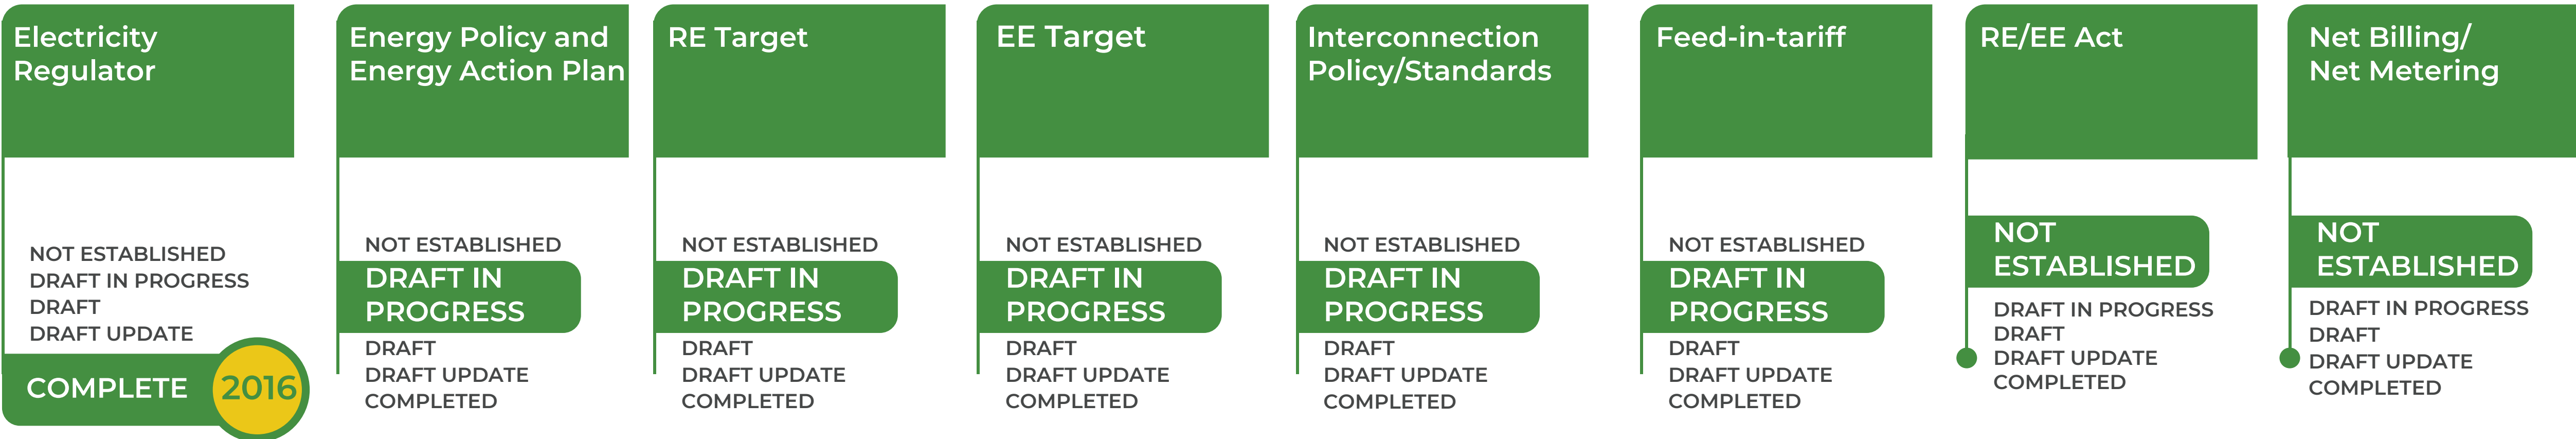 Electricity
Regulator
NOT ESTABLISHED
DRAFT IN PROGRESS
DRAFT
DRAFT UPDATE
COMPLETE
2016
Energy Policy and
Energy Action Plan
NOT ESTABLISHED
DRAFT IN
PROGRESS
DRAFT
DRAFT UPDATE
COMPLETED
RE Target
NOT ESTABLISHED
DRAFT IN
PROGRESS
DRAFT
DRAFT UPDATE
COMPLETED
EE Target
NOT ESTABLISHED
DRAFT IN
PROGRESS
DRAFT
DRAFT UPDATE
COMPLETED
Interconnection
Policy/Standards
NOT ESTABLISHED
DRAFT IN
PROGRESS
DRAFT
DRAFT UPDATE
COMPLETED
Feed-in-tariff
NOT ESTABLISHED
DRAFT IN
PROGRESS
DRAFT
DRAFT UPDATE
COMPLETED
RE/EE Act
NOT
ESTABLISHED
DRAFT IN PROGRESS
DRAFT
DRAFT UPDATE
COMPLETED
Net Billing/
Net Metering
NOT
ESTABLISHED
DRAFT IN PROGRESS
DRAFT
DRAFT UPDATE
COMPLETED